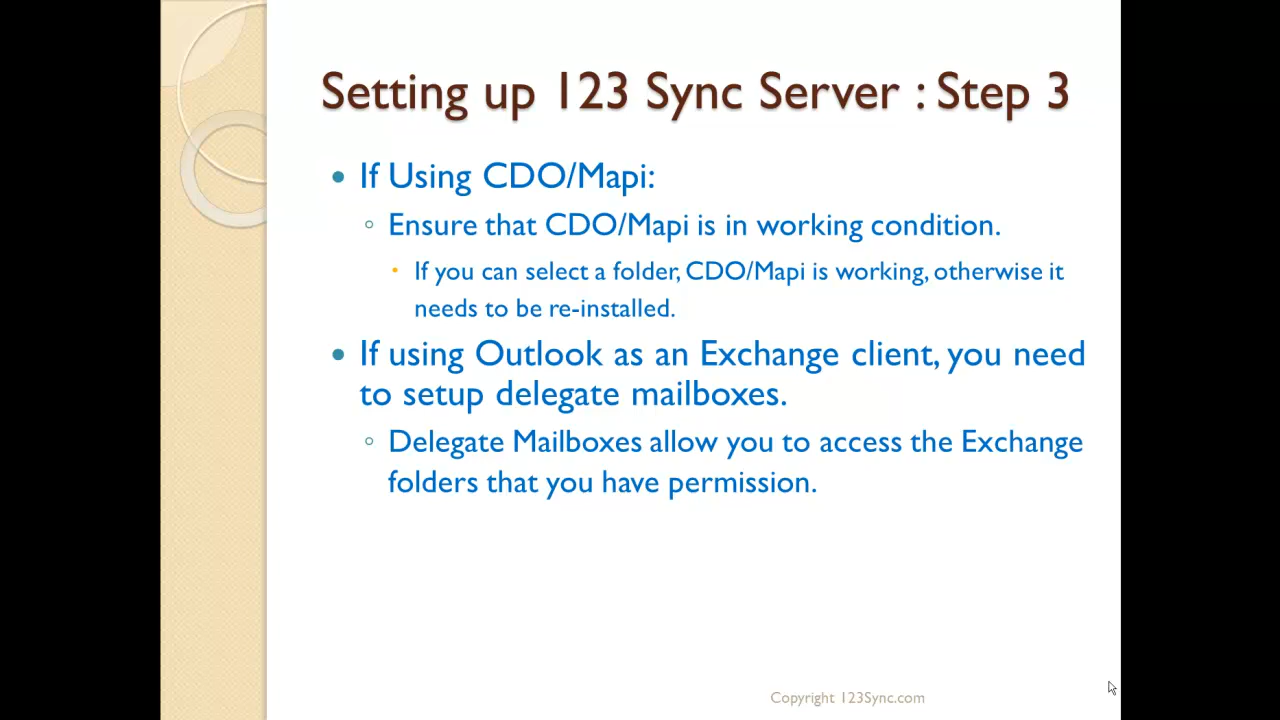 Setting up 123 Sync Server : Step 3
If Using CDO/Mapi:
Ensure that CDO/Mapi is in working condition.
If you can select a folder, CDO/Mapi is working, otherwise it
needs to be re-installed.
If using Outlook as an Exchange client, you need
to setup delegate mailboxes.
Delegate Mailboxes allow you to access the Exchange
folders that you have permission.
Copyright 123Sync.com